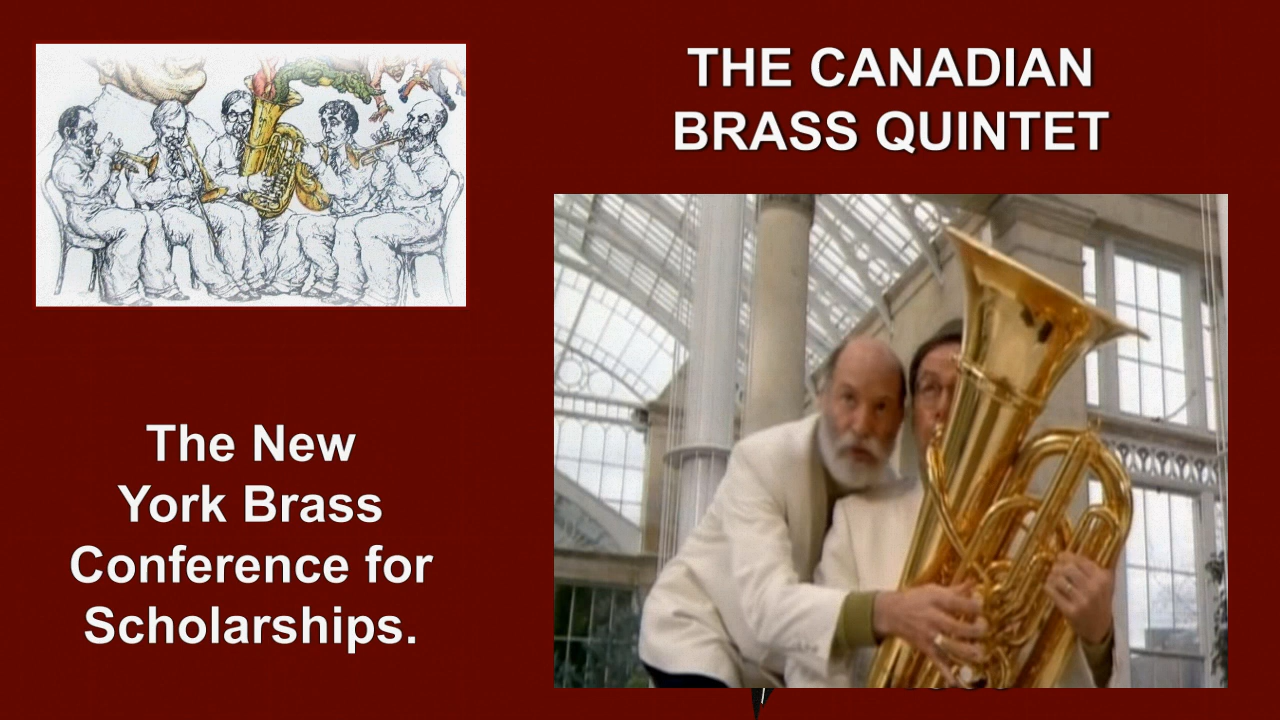 THE CANADIAN
BRASS QUINTET
The New
York Brass
Conference for
Scholarships.